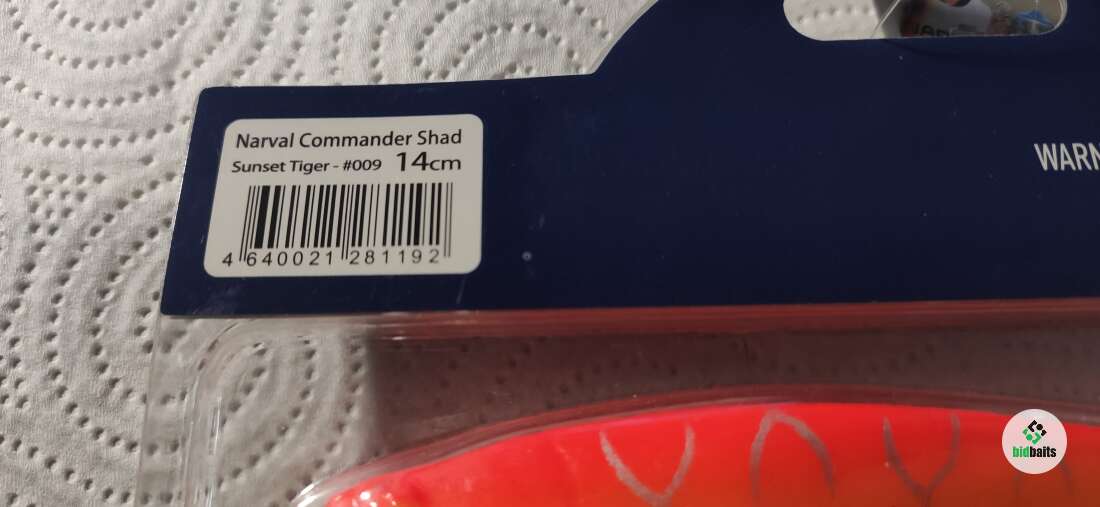 Narval Commander Shad
Sunset Tiger - #009 14cm
4 640021 281192
WARN
bidbaits